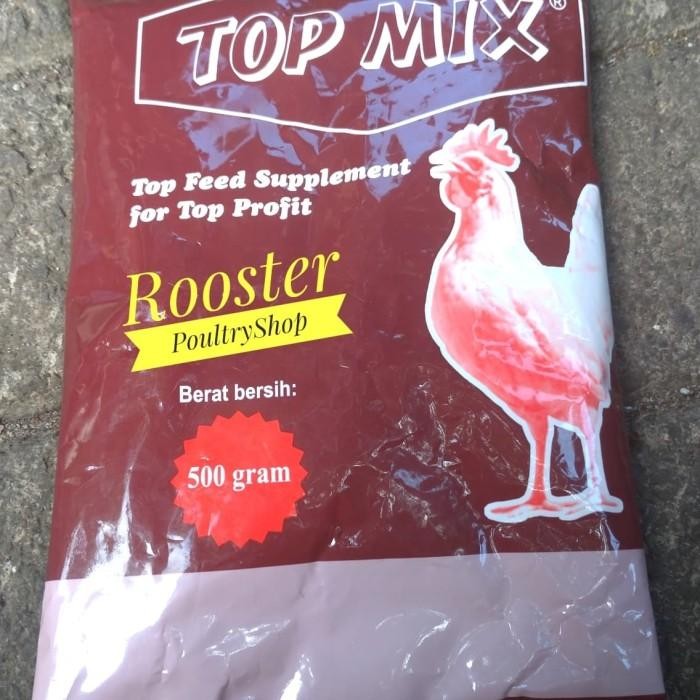 TOP MIX®
Top Feed Supplement
for Top Profit
Rooster
PoultryShop
Berat bersih:
500 gram